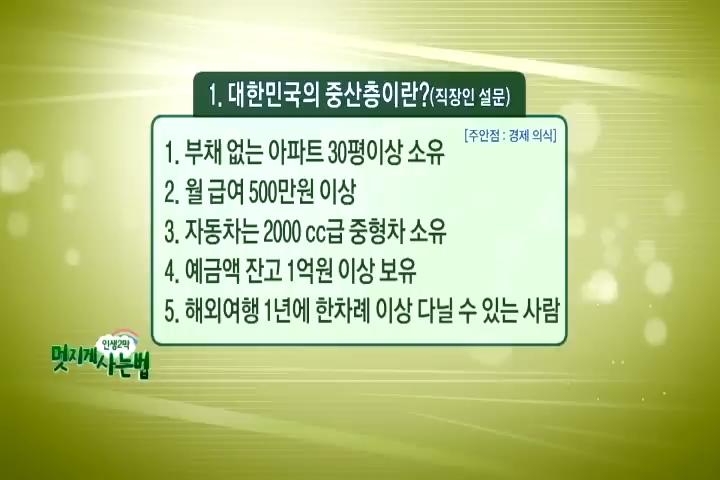 1. 대한민국의 중산층이란?(직장인 설문)
[주안점 : 경제 의식]
1. 부채 없는 아파트 30평이상 소유
2. 월 급여 500만원 이상
3. 자동차는 2000 cc급 중형차 소유
4. 예금액 잔고 1억원 이상 보유
5. 해외여행 1년에 한차례 이상 다닐 수 있는 사람
인생2막
멋지게 사는법